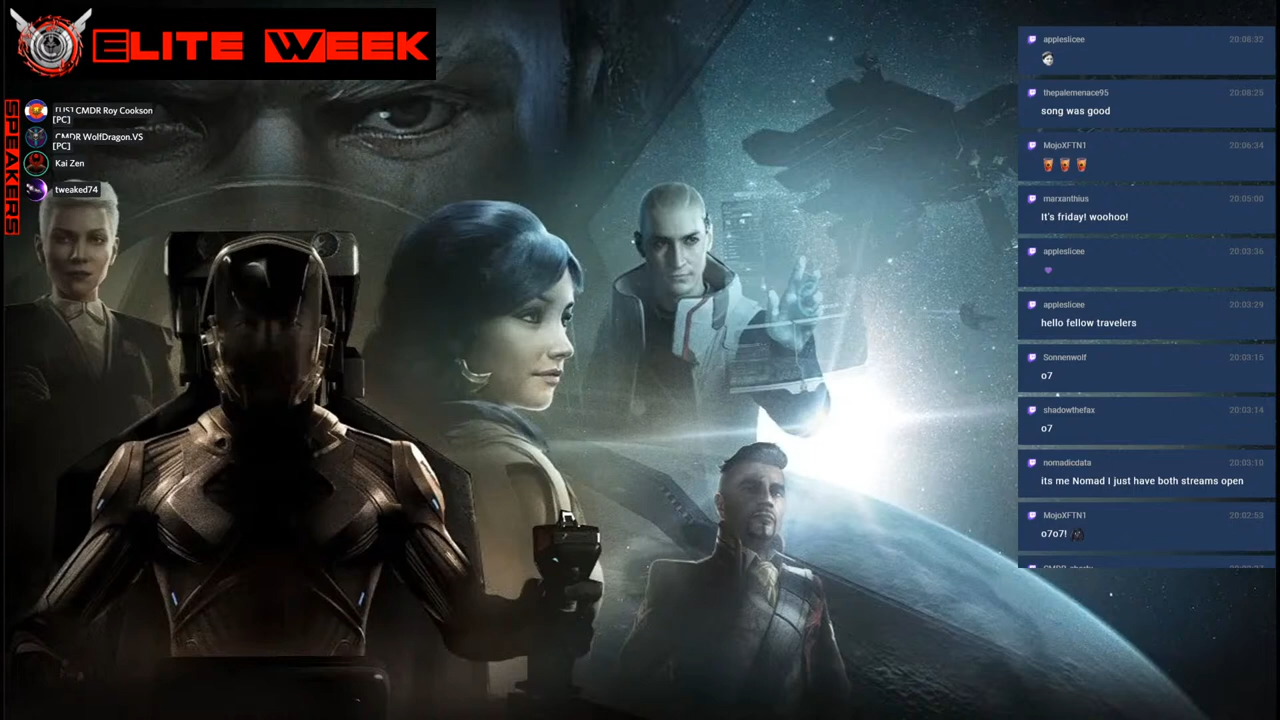 ELITE WEEK
SPEAKERS
[US] CMDR Roy Cookson
[PC]
CMDR WolfDragon.VS
[PC]
Kai Zen
tweaked74
appleslicee 20:08:32
thepalemenace95 20:08:25
song was good
MojoXFTN1 20:06:34
marxanthius 20:05:00
It's friday! woohoo!
appleslicee 20:03:36
appleslicee 20:03:29
hello fellow travelers
Sonnenwolf 20:03:15
o7
shadowthefax 20:03:14
o7
nomadicdata 20:03:10
its me Nomad I just have both streams open
MojoXFTN1 20:02:53
o7o7!